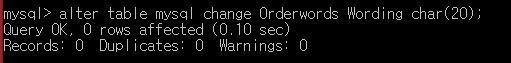 mysql> alter table mysql change Orderwords Wording char(20);
Query OK, 0 rows affected (0.10 sec)
Records: 0  Duplicates: 0  Warnings: 0